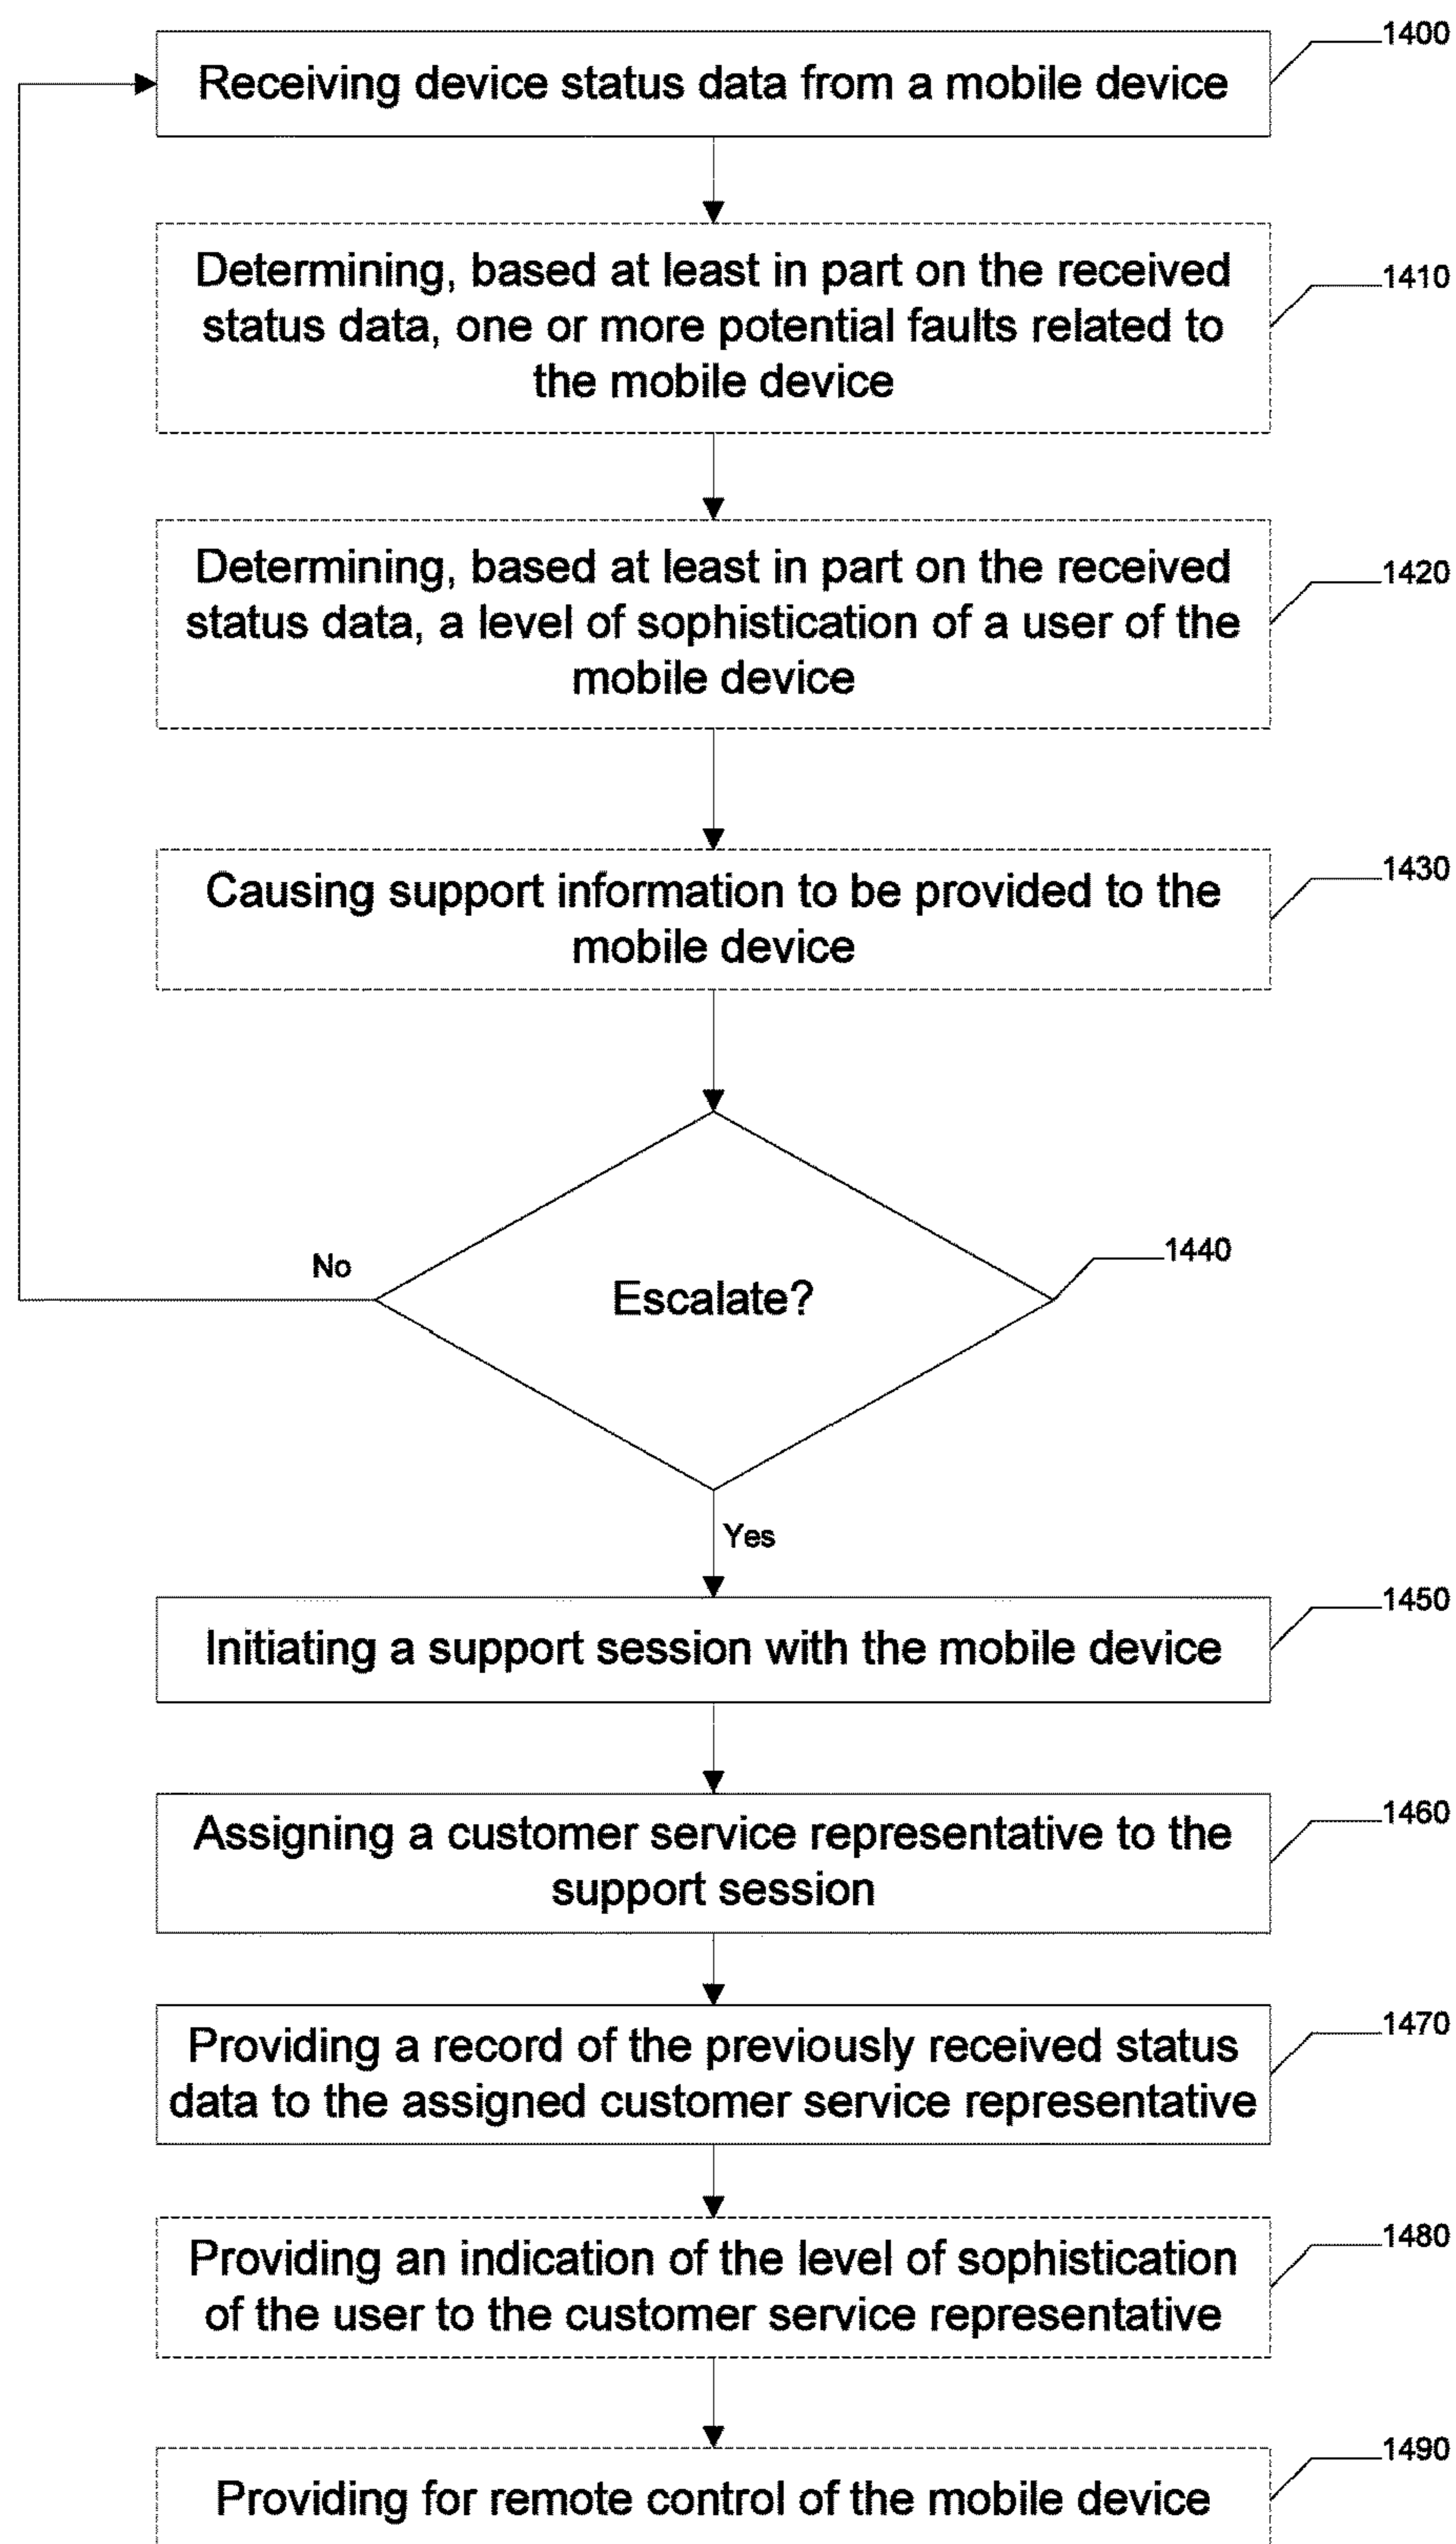 1400
Receiving device status data from a mobile device
Determining, based at least in part on the received
status data, one or more potential faults related to
the mobile device
1410
Determining, based at least in part on the received
status data, a level of sophistication of a user of the
mobile device
1420
Causing support information to be provided to the
mobile device
1430
No
Escalate?
1440
Yes
1450
Initiating a support session with the mobile device
1460
Assigning a customer service representative to the
support session
1470
Providing a record of the previously received status
data to the assigned customer service representative
1480
Providing an indication of the level of sophistication
of the user to the customer service representative
1490
Providing for remote control of the mobile device